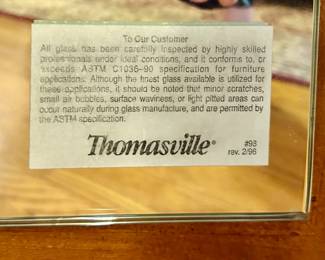 To Our Customer
All glass has been carefully inspected by highly skilled
professionals under ideal conditions, and it conforms to, or
exceeds ASTM C1036-90 specification for furniture
applications. Although the finest glass available is utilized for
these applications, it should be noted that minor scratches,
small air bubbles, surface waviness, or light pitted areas can
occur naturally during glass manufacture, and are permitted by
the ASTM specification.
Thomasville®
#93
rev. 2/96